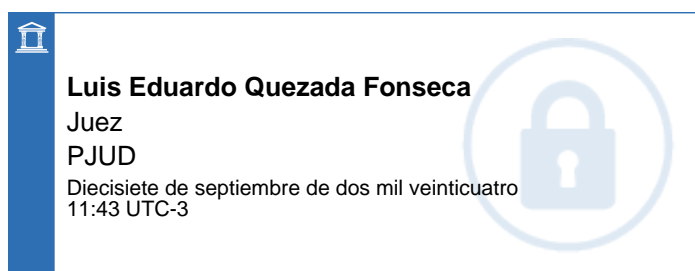 Luis Eduardo Quezada Fonseca
Juez
PJUD
Diecisiete de septiembre de dos mil veinticuatro
11:43 UTC-3